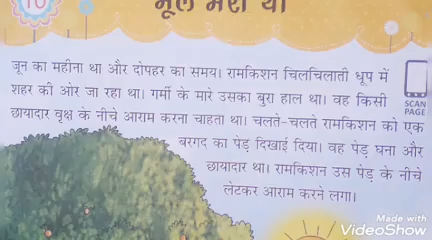 10
भूल मेरी थी
जून का महीना था और दोपहर का समय। रामकिशन चिलचिलाती धूप में
शहर की ओर जा रहा था। गर्मी के मारे उसका बुरा हाल था। वह किसी
छायादार वृक्ष के नीचे आराम करना चाहता था। चलते-चलते रामकिशन को एक
बरगद का पेड़ दिखाई दिया। वह पेड़ घना और
छायादार था। रामकिशन उस पेड़ के नीचे
लेटकर आराम करने लगा।
SCAN
PAGE
Made with
VideoShow